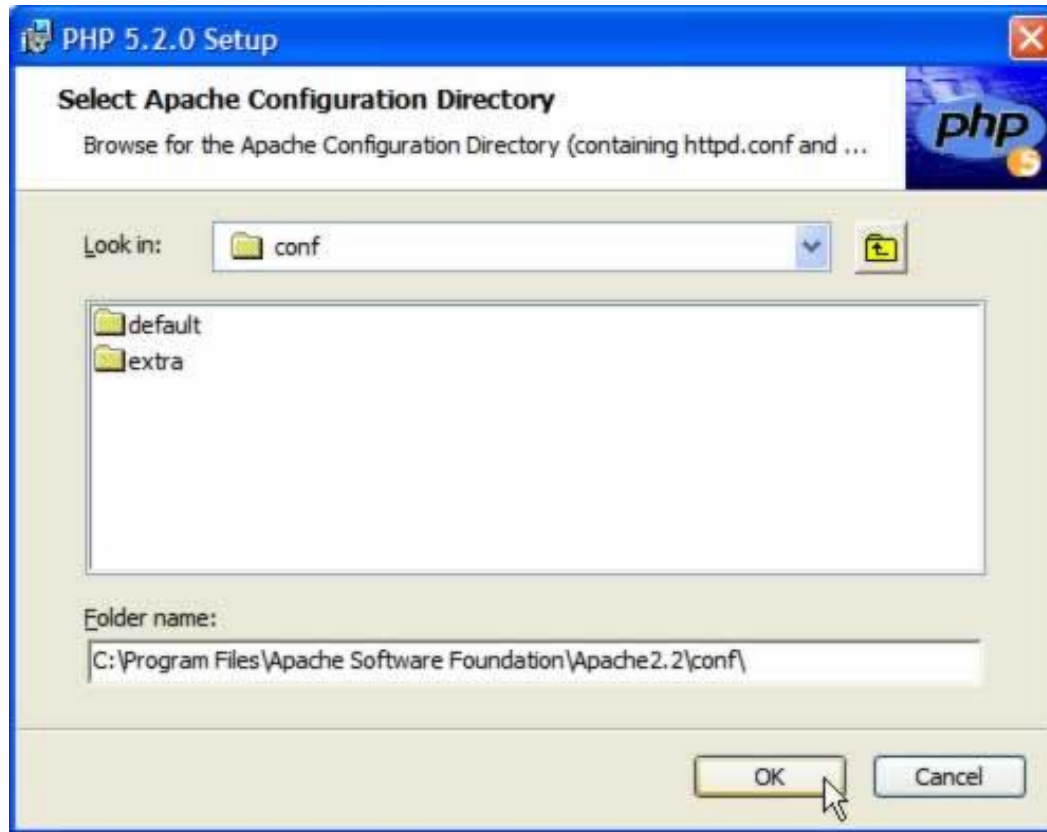 PHP 5.2.0 Setup
Select Apache Configuration Directory
Browse for the Apache Configuration Directory (containing httpd.conf and ...
php
5
Look in:
conf
default
extra
Folder name:
C:\Program Files\Apache Software Foundation\Apache2.2\conf\
OK
Cancel